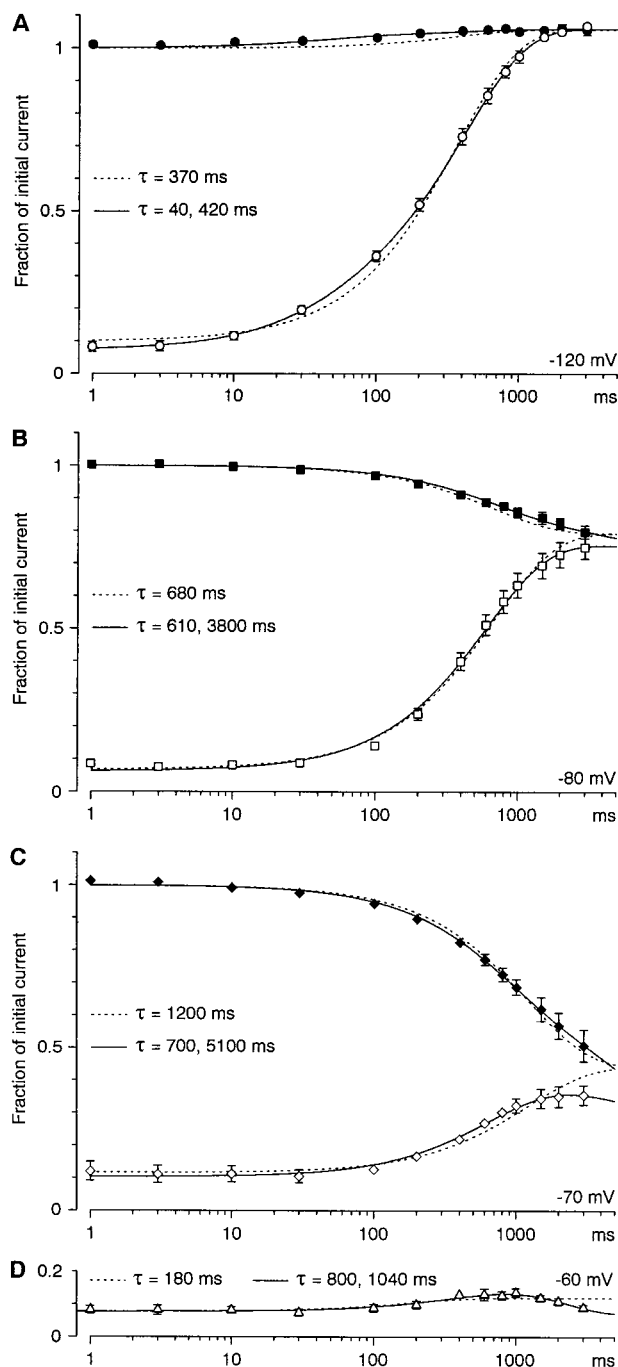 A
1
Fraction of initial current
τ = 370 ms
0.5
τ = 40, 420 ms
0
-120 mV
1 10 100 1000 ms
B
1
Fraction of initial current
τ = 680 ms
0.5
τ = 610, 3800 ms
0
-80 mV
1 10 100 1000 ms
C
1
Fraction of initial current
τ = 1200 ms
0.5
τ = 700, 5100 ms
0
-70 mV
1 10 100 1000 ms
D
0.2
τ = 180 ms τ = 800, 1040 ms -60 mV
0
1 10 100 1000 ms